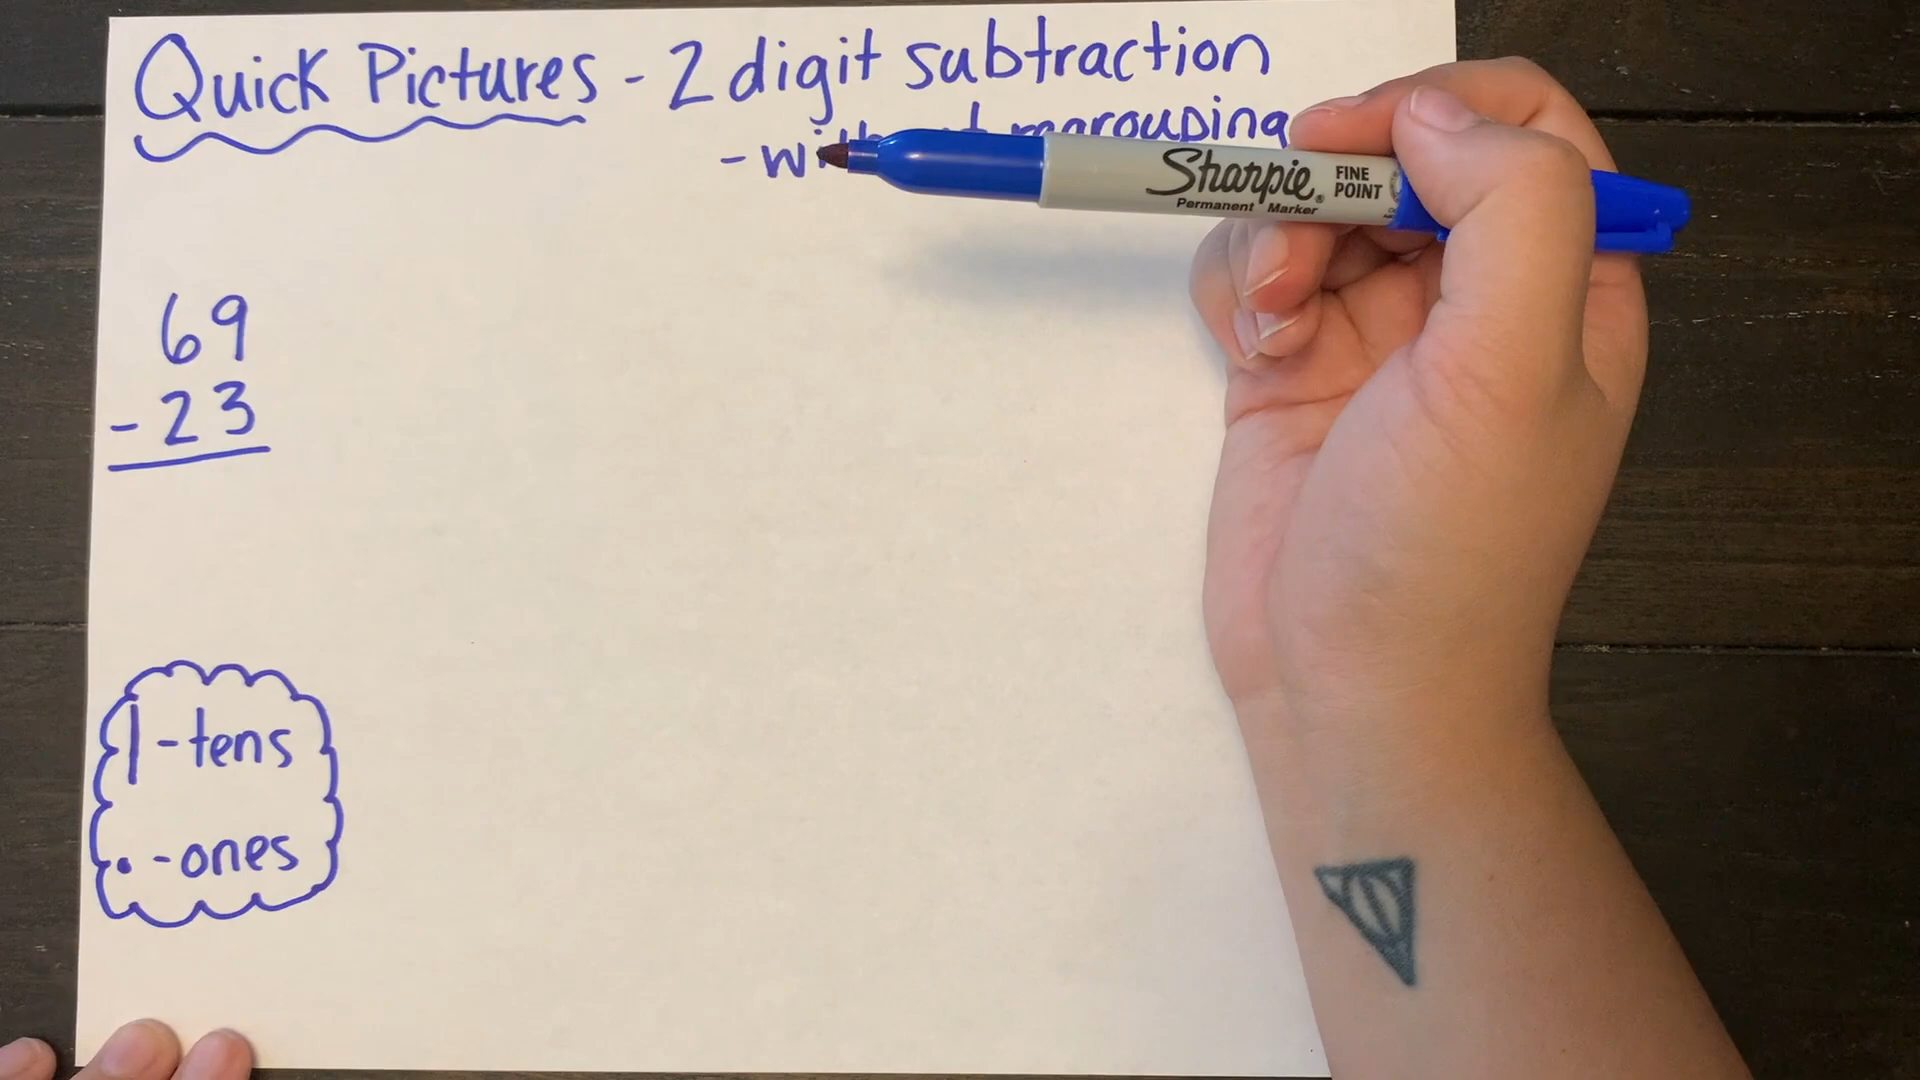 Quick Pictures - 2 digit subtraction
- regrouping
Sharpie® FINE POINT
Permanent Marker
69
- 23
| - tens
. - ones